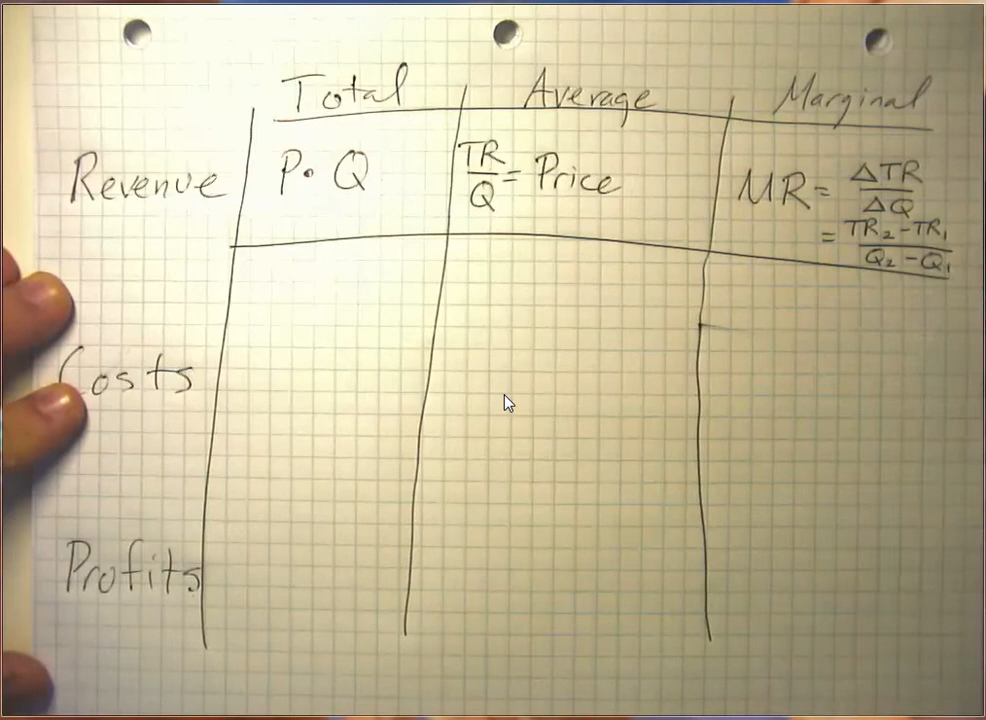 Total Average Marginal
Revenue P • Q TR/Q = Price MR = ΔTR/ΔQ
= TR₂ - TR₁/Q₂ - Q₁
Costs
Profits